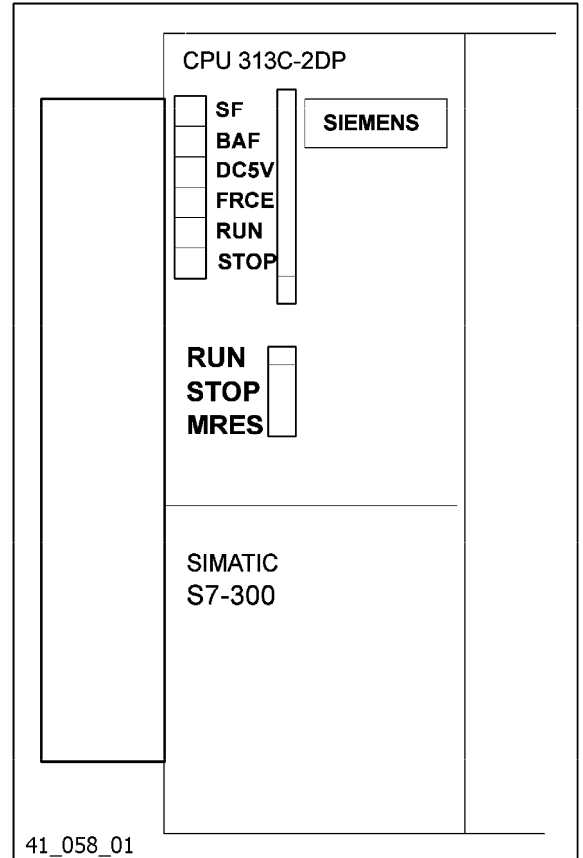 CPU 313C-2DP
SF
SIEMENS
BAF
DC5V
FRCE
RUN
STOP
RUN
STOP
MRES
SIMATIC
S7-300
41_058_01